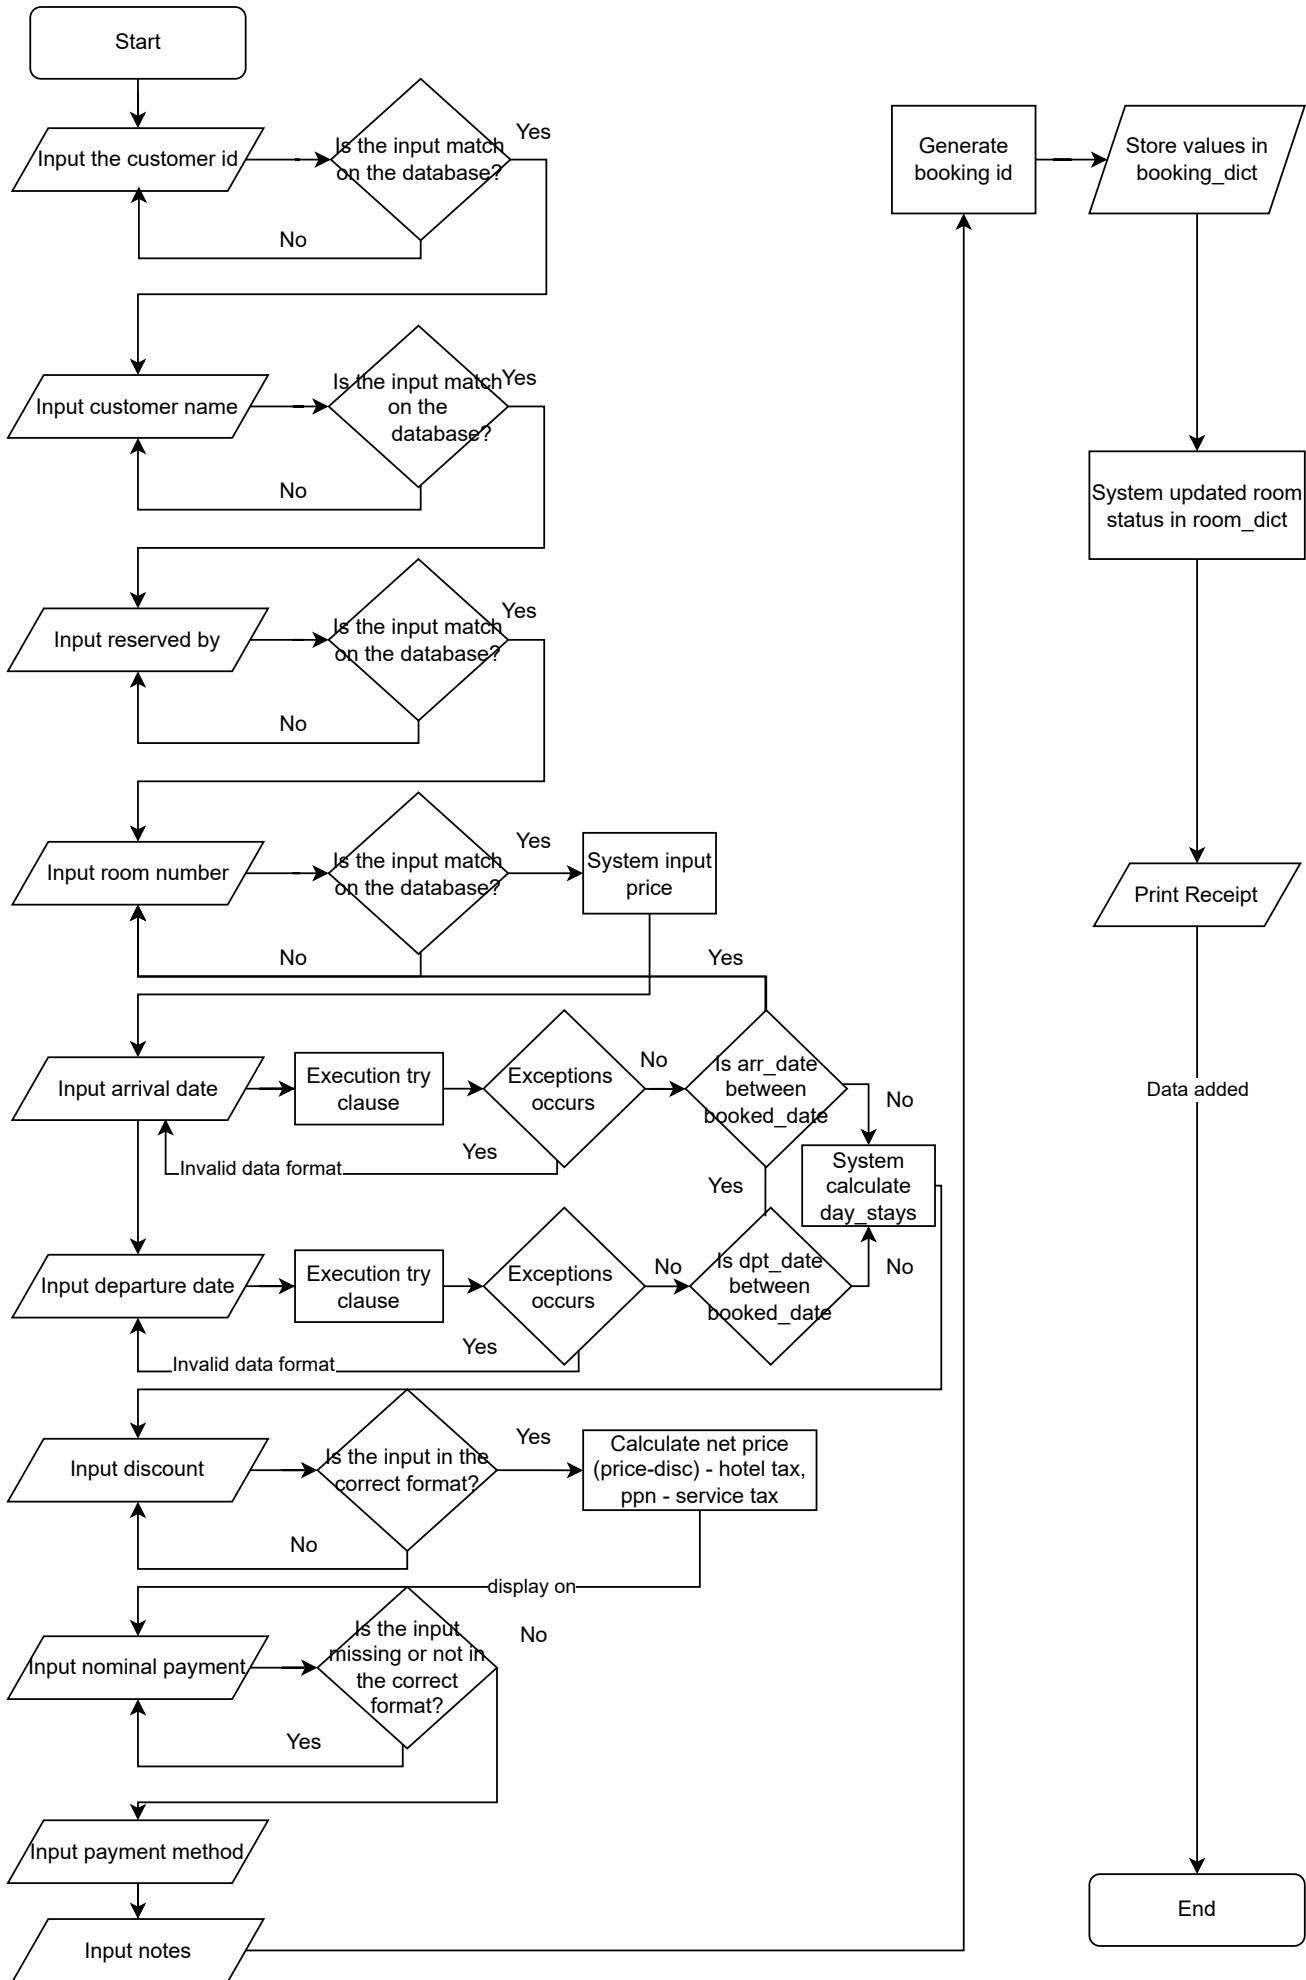 Start
Input the customer id
Is the input match
on the database?
Yes
No
Generate
booking id
Store values in
booking_dict
Input customer name
Is the input match
on the
database?
Yes
No
System updated room
status in room_dict
Input reserved by
Is the input match
on the database?
Yes
No
Input room number
Is the input match
on the database?
Yes
System input
price
No
Yes
Print Receipt
Input arrival date
Execution try
clause
Exceptions
occurs
No
Is arr_date
between
booked_date
No
Data added
Yes
Invalid data format
Yes
System
calculate
day_stays
Input departure date
Execution try
clause
Exceptions
occurs
No
Is dpt_date
between
booked_date
No
Yes
Invalid data format
Input discount
Is the input in the
correct format?
Yes
Calculate net price
(price-disc) - hotel tax,
ppn - service tax
No
display on
Input nominal payment
Is the input
missing or not in
the correct
format?
No
Yes
Input payment method
Input notes
End